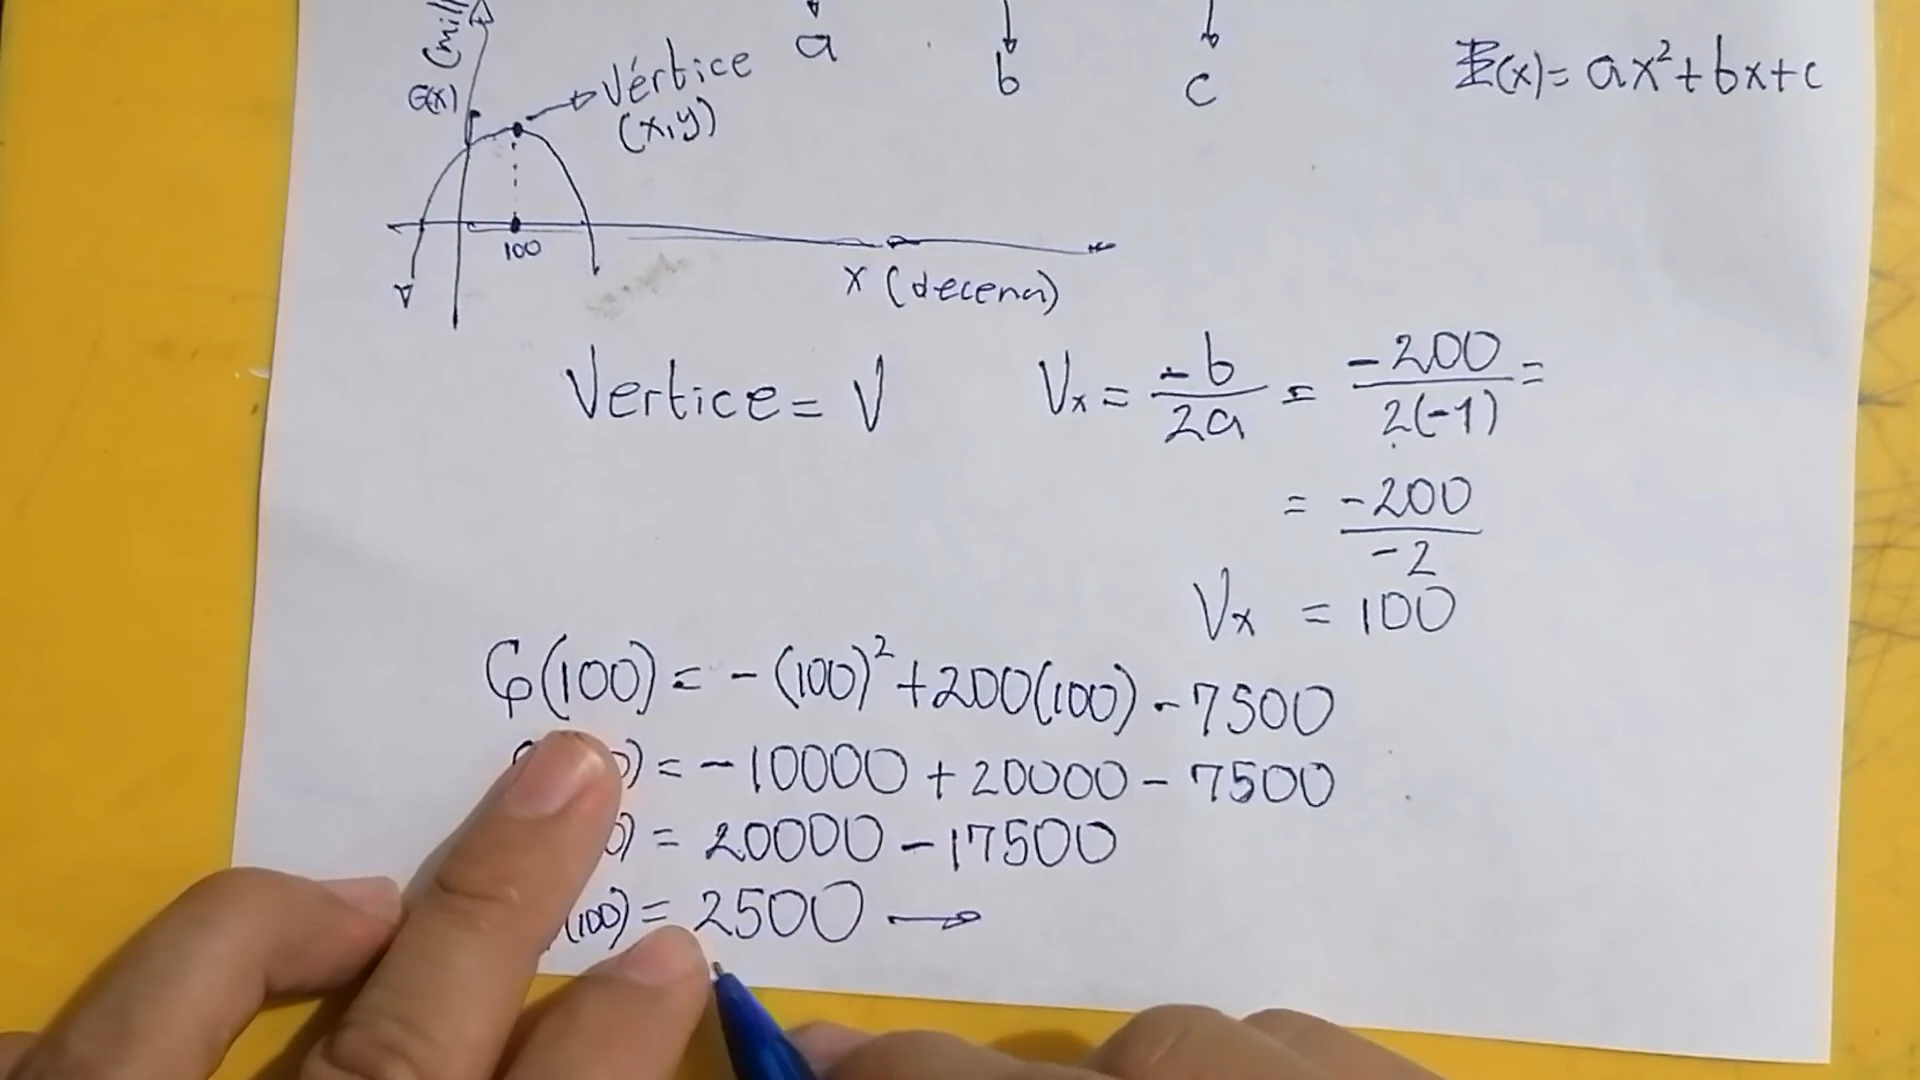 (mil
a
b
c
E(x) = ax² + bx + c
G(x)
Vértice
(x,y)
100
x (decena)
Vertice = V
Vx = -b/2a = -200/2(-1) =
= -200/-2
Vx = 100
G(100) = -(100)² + 200(100) - 7500
) = -10000 + 20000 - 7500
) = 20000 - 17500
(100) = 2500 →